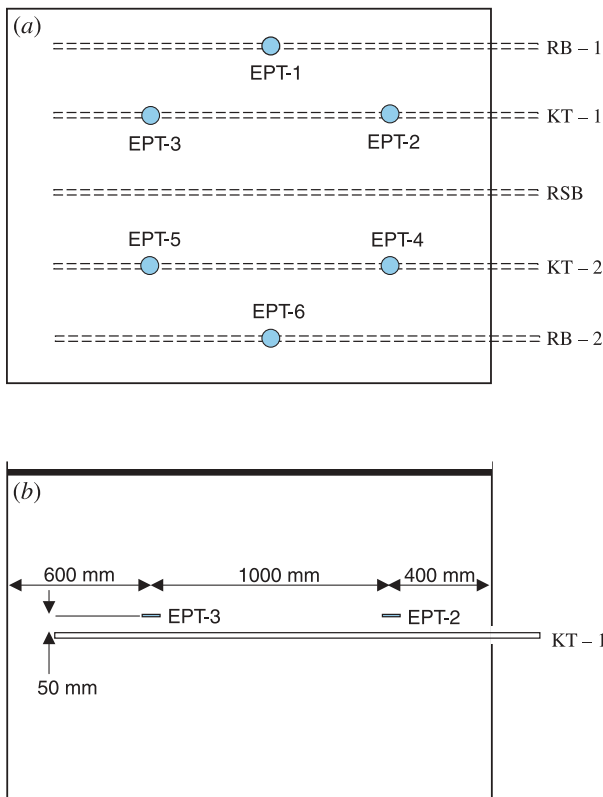 (a)
RB – 1
EPT-1
KT – 1
EPT-3 EPT-2
RSB
EPT-5 EPT-4
KT – 2
EPT-6
RB – 2
(b)
600 mm 1000 mm 400 mm
EPT-3 EPT-2
KT – 1
50 mm